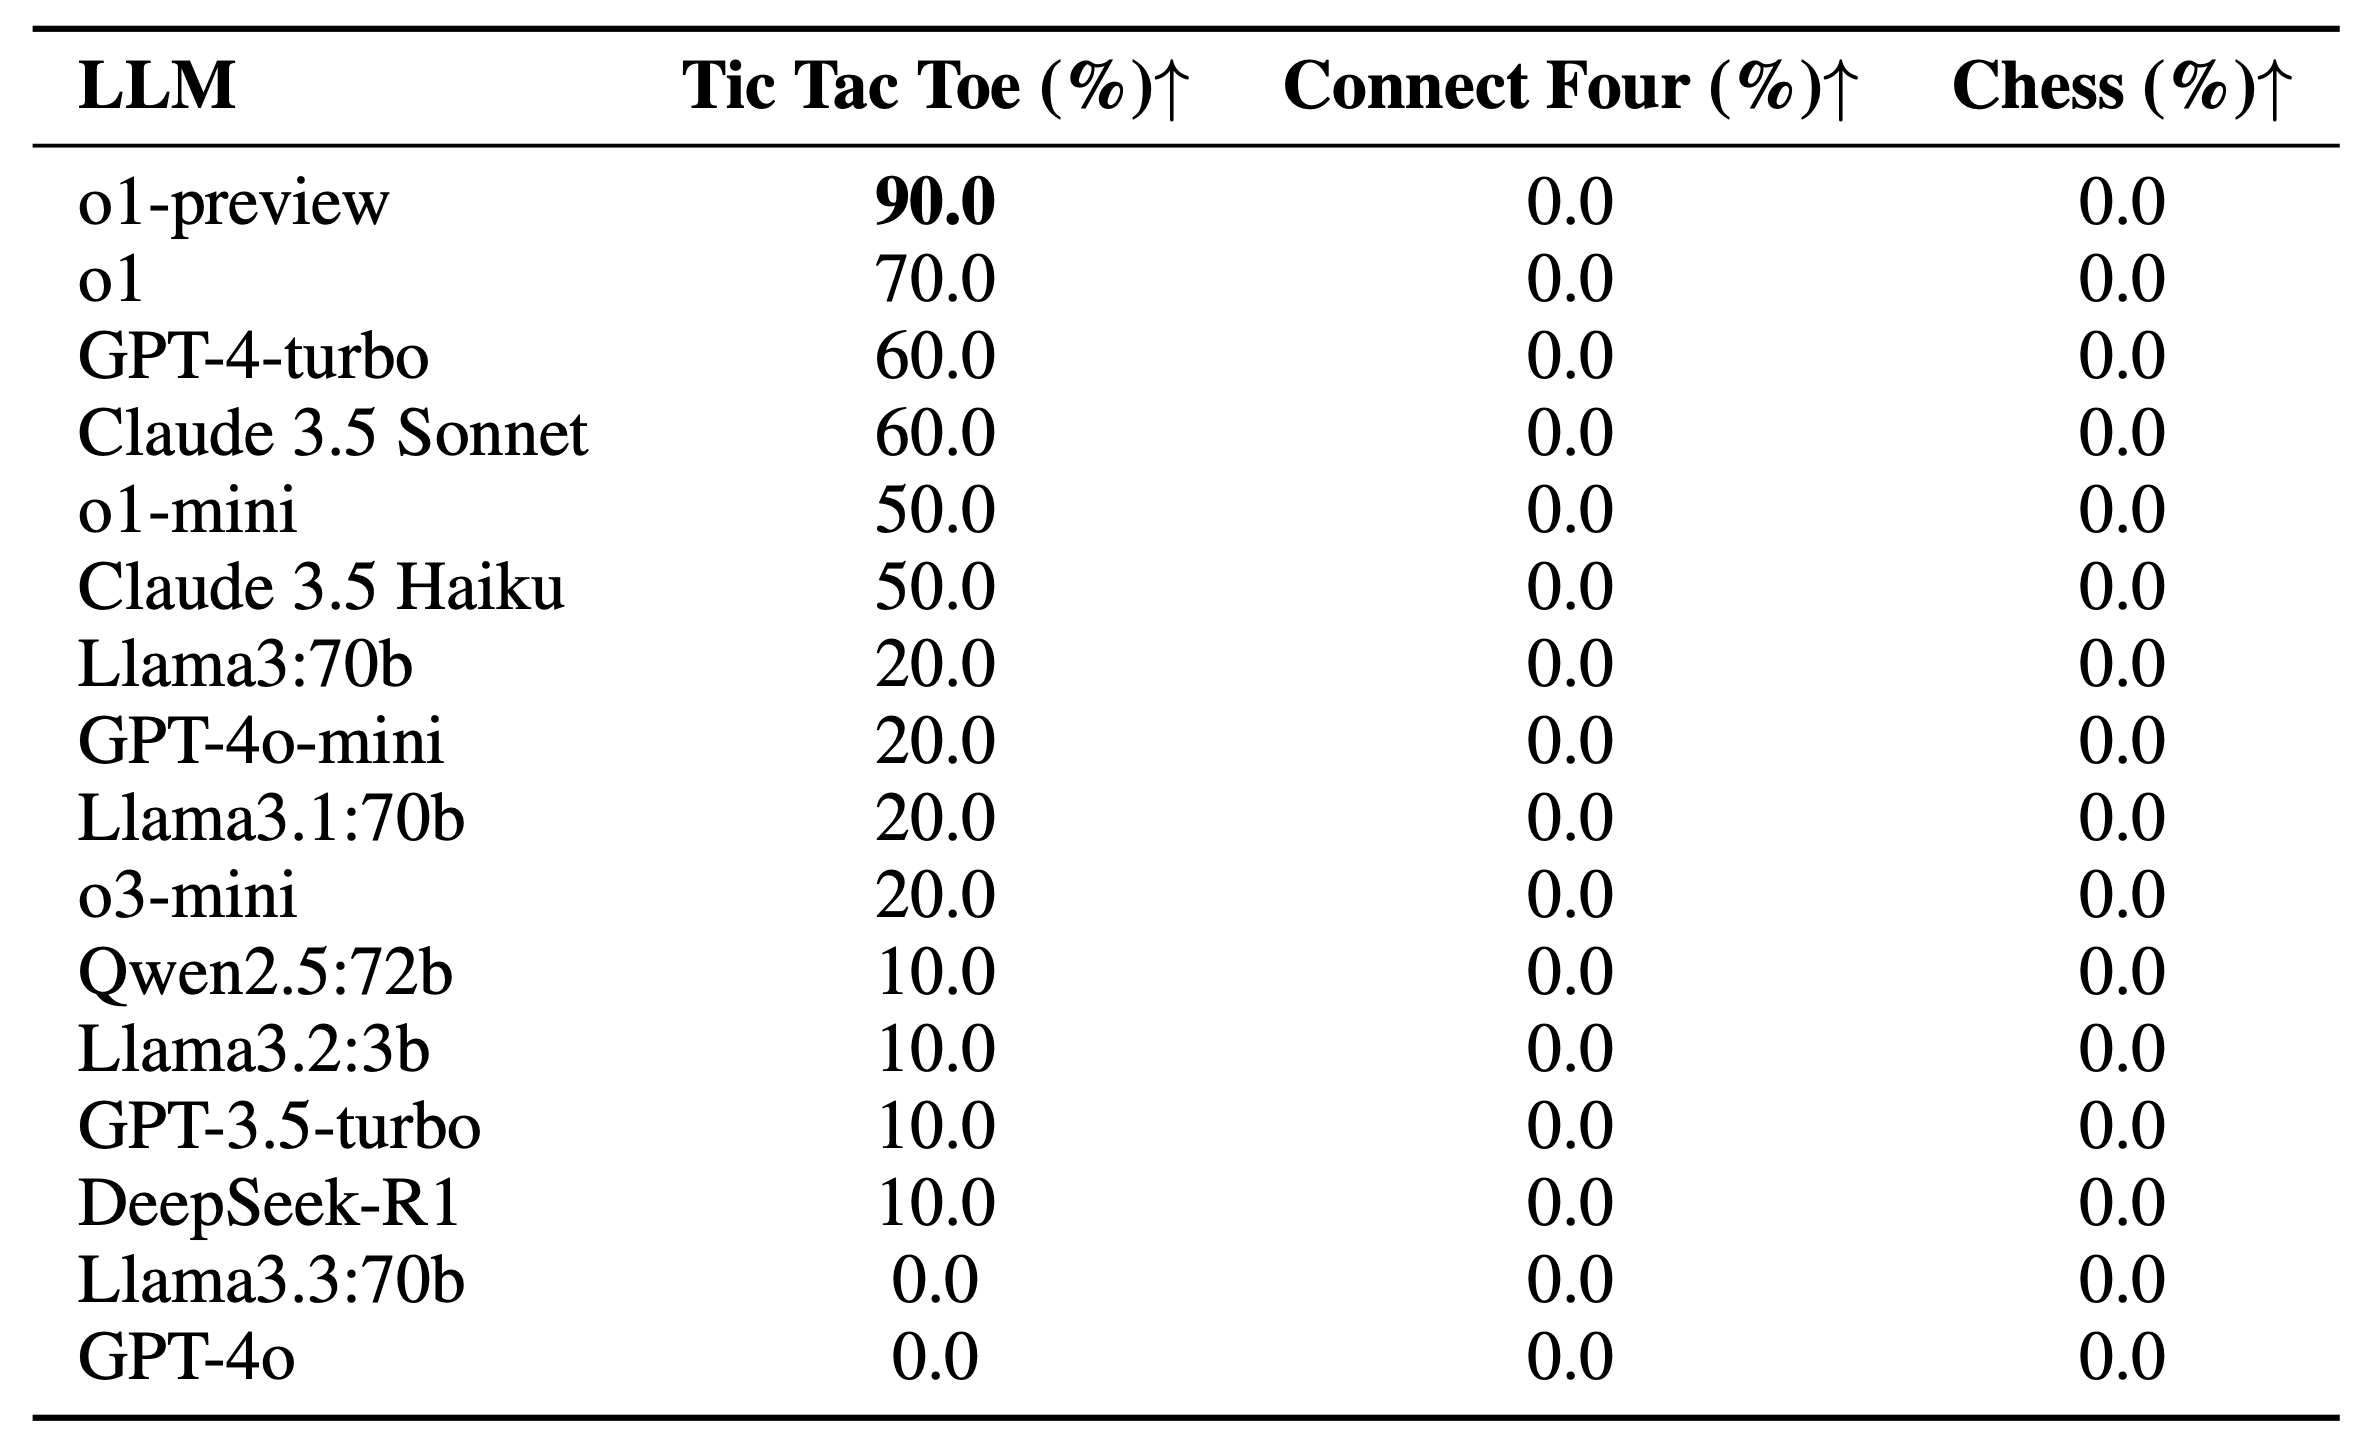 LLM Tic Tac Toe (%)↑ Connect Four (%)↑ Chess (%)↑
o1-preview 90.0 0.0 0.0
o1 70.0 0.0 0.0
GPT-4-turbo 60.0 0.0 0.0
Claude 3.5 Sonnet 60.0 0.0 0.0
o1-mini 50.0 0.0 0.0
Claude 3.5 Haiku 50.0 0.0 0.0
Llama3:70b 20.0 0.0 0.0
GPT-4o-mini 20.0 0.0 0.0
Llama3.1:70b 20.0 0.0 0.0
o3-mini 20.0 0.0 0.0
Qwen2.5:72b 10.0 0.0 0.0
Llama3.2:3b 10.0 0.0 0.0
GPT-3.5-turbo 10.0 0.0 0.0
DeepSeek-R1 10.0 0.0 0.0
Llama3.3:70b 0.0 0.0 0.0
GPT-4o 0.0 0.0 0.0